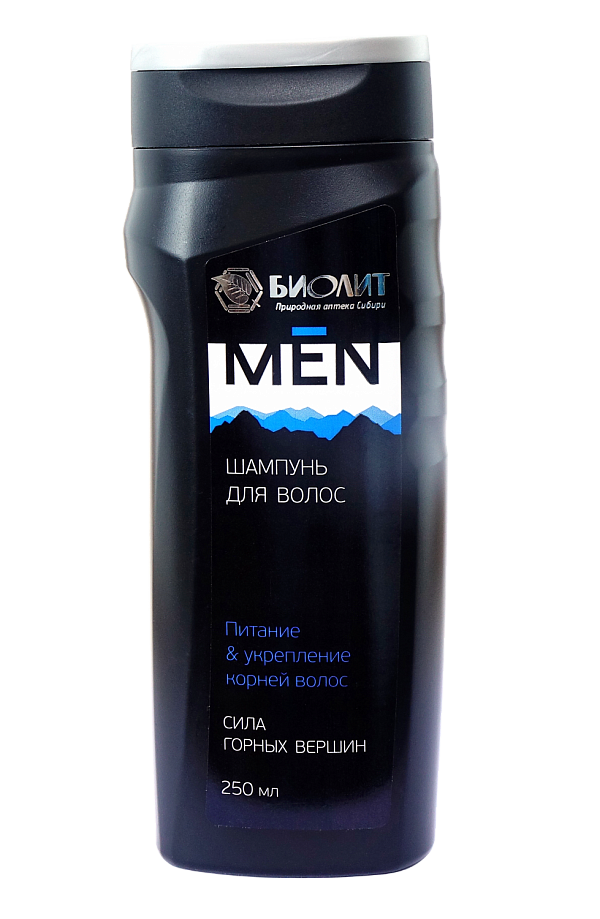 БИОЛИТ
Природная аптека Сибири
MĒN
ШАМПУНЬ
ДЛЯ ВОЛОС
Питание
& укрепление
корней волос
СИЛА
ГОРНЫХ ВЕРШИН
250 мл